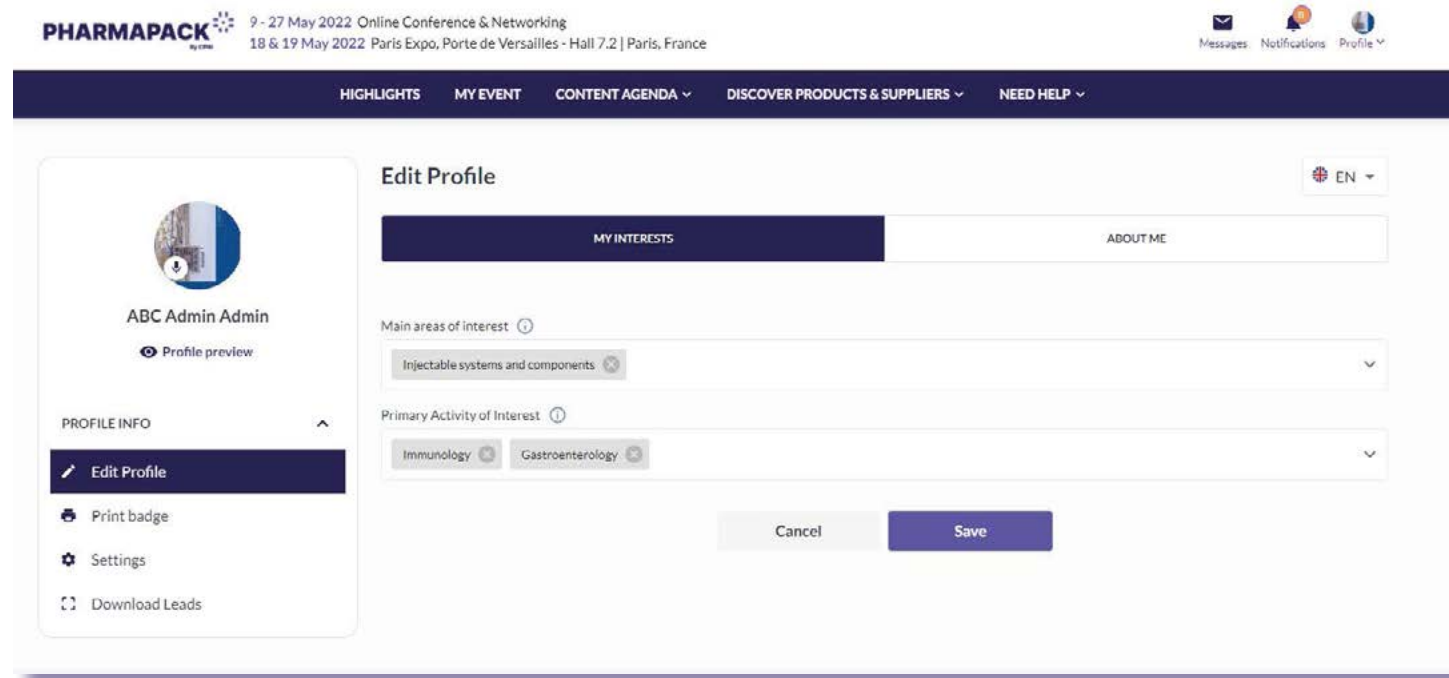 PHARMAPACK
by CPHI
9 - 27 May 2022 Online Conference & Networking
18 & 19 May 2022 Paris Expo, Porte de Versailles - Hall 7.2 | Paris, France
Messages
Notifications
Profile
HIGHLIGHTS
MY EVENT
CONTENT AGENDA
DISCOVER PRODUCTS & SUPPLIERS
NEED HELP
ABC Admin Admin
Profile preview
PROFILE INFO
Edit Profile
Print badge
Settings
Download Leads
Edit Profile
EN
MY INTERESTS
ABOUT ME
Main areas of interest
Injectable systems and components
Primary Activity of Interest
Immunology
Gastroenterology
Cancel
Save